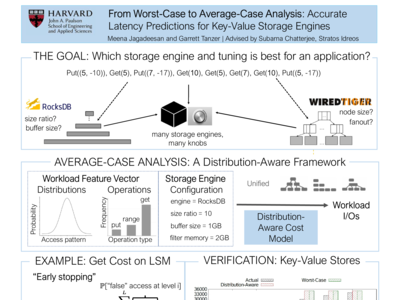 HARVARD
John A. Paulson
School of Engineering
and Applied Sciences
From Worst-Case to Average-Case Analysis: Accurate
Latency Predictions for Key-Value Storage Engines
Meena Jagadeesan and Garrett Tanzer | Advised by Subarna Chatterjee, Stratos Idreos
THE GOAL: Which storage engine and tuning is best for an application?
Put((5, -10)), Get(5), Put((7, -17)), Get(10), Get(5), Get(7), Get(10), Put((5, -17))
RocksDB
size ratio?
buffer size?
many storage engines,
many knobs
WIREDTIGER
node size?
fanout?
AVERAGE-CASE ANALYSIS: A Distribution-Aware Framework
Workload Feature Vector
Distributions
Operations
Probability
Access pattern
Frequency
put
range
get
Operation type
Storage Engine
Configuration
engine = RocksDB
size ratio = 10
buffer size = 1GB
filter memory = 2GB
Unified
Distribution-
Aware Cost
Model
Workload
I/Os
EXAMPLE: Get Cost on LSM
"Early stopping"
ℙ["false" access at level i]
L
VERIFICATION: Key-Value Stores
Actual
Distribution-Aware
Worst-Case
36000
33000